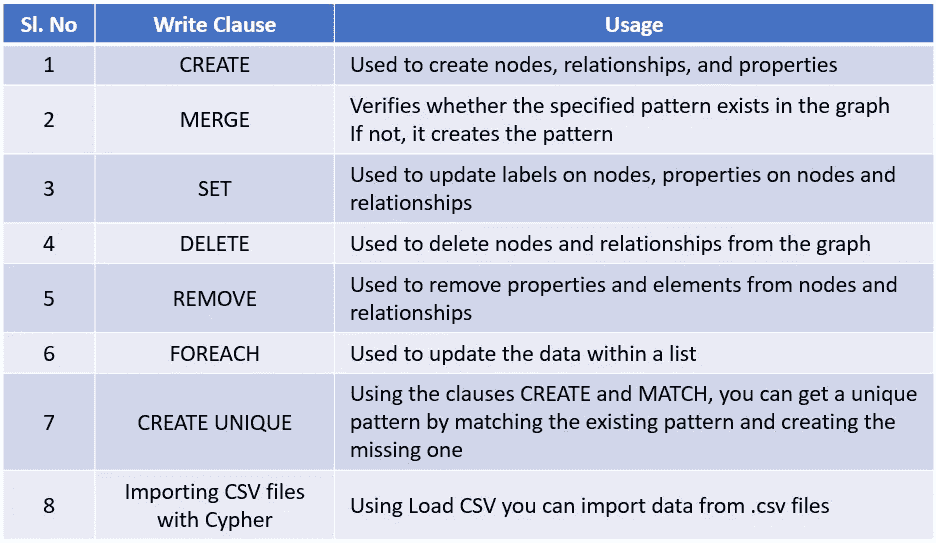 Sl. No Write Clause Usage
1 CREATE Used to create nodes, relationships, and properties
2 MERGE Verifies whether the specified pattern exists in the graph
If not, it creates the pattern
3 SET Used to update labels on nodes, properties on nodes and
relationships
4 DELETE Used to delete nodes and relationships from the graph
5 REMOVE Used to remove properties and elements from nodes and
relationships
6 FOREACH Used to update the data within a list
7 CREATE UNIQUE Using the clauses CREATE and MATCH, you can get a unique
pattern by matching the existing pattern and creating the
missing one
8 Importing CSV files
with Cypher Using Load CSV you can import data from .csv files